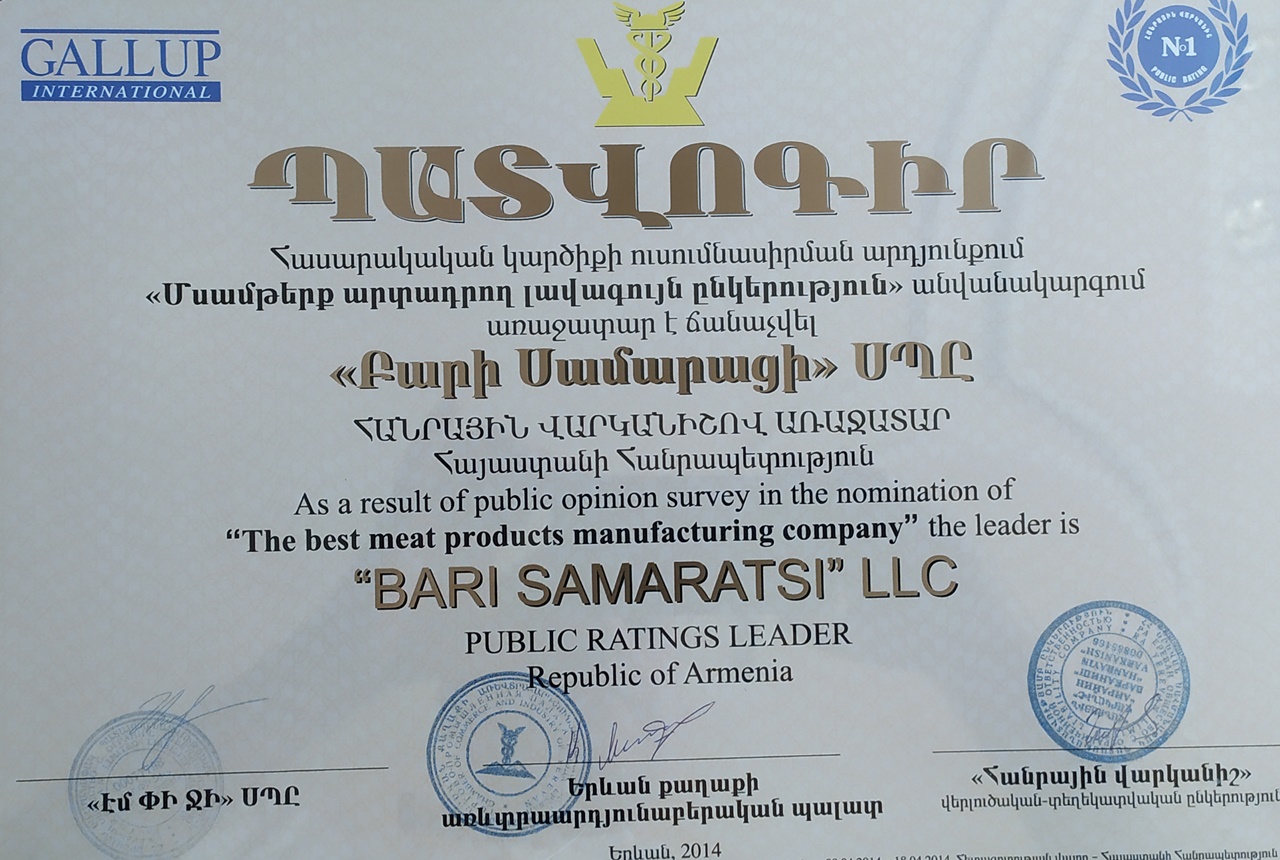 GALLUP
INTERNATIONAL
№1
PUBLIC RATING
ՊԱՏՎՈԳԻՐ
Հասարակական կարծիքի ուսումնասիրման արդյունքում
«Մսամթերք արտադրող լավագույն ընկերություն» անվանակարգում
առաջատար է ճանաչվել
«Բարի Սամարացի» ՍՊԸ
ՀԱՆՐԱՅԻՆ ՎԱՐԿԱՆԻՇՈՎ ԱՌԱՋԱՏԱՐ
Հայաստանի Հանրապետություն
As a result of public opinion survey in the nomination of
“The best meat products manufacturing company” the leader is
“BARI SAMARATSI” LLC
PUBLIC RATINGS LEADER
Republic of Armenia
«Էմ ՓԻ ՋԻ» ՍՊԸ
Երևան քաղաքի
առևտրաարդյունաբերական պալատ
«Հանրային վարկանիշ»
վերլուծական-տեղեկատվական ընկերություն
Երևան, 2014